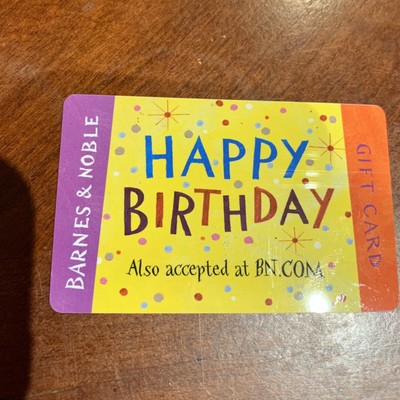 BARNES & NOBLE
HAPPY
BIRTHDAY
Also accepted at BN.COM
GIFT CARD